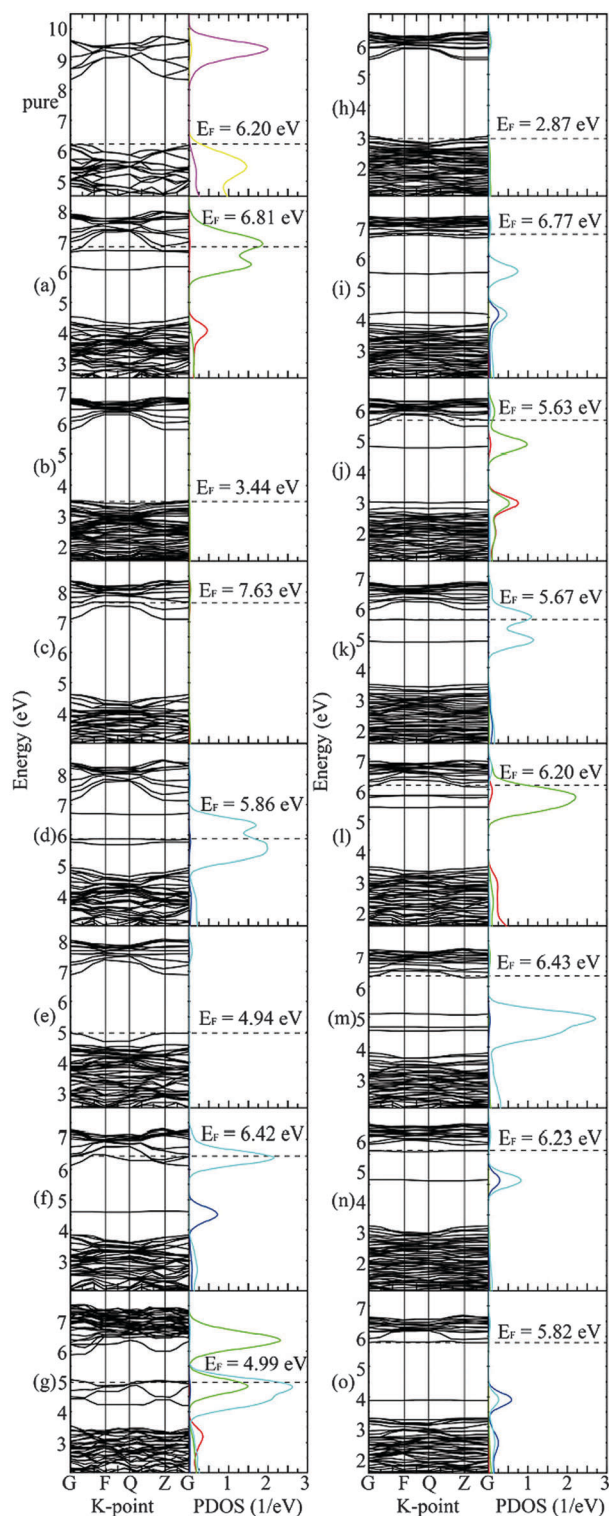 10
9
pure 8
7
6
5
E_F = 6.20 eV
8
7
6
(a) 5
4
3
E_F = 6.81 eV
7
6
5
(b) 4
3
2
E_F = 3.44 eV
8
7
(c) 6
5
4
E_F = 7.63 eV
Energy (eV)
8
7
(d) 6
5
4
E_F = 5.86 eV
8
7
6
(e) 5
4
3
E_F = 4.94 eV
7
6
5
(f) 4
3
E_F = 6.42 eV
7
6
(g) 5
4
3
E_F = 4.99 eV
G F Q Z G 1 2 3
K-point PDOS (1/eV)
6
5
(h) 4
3
2
E_F = 2.87 eV
7
6
(i) 5
4
3
E_F = 6.77 eV
6
5
(j) 4
3
2
E_F = 5.63 eV
7
6
5
(k) 4
3
2
E_F = 5.67 eV
Energy (eV)
7
6
5
(l) 4
3
2
E_F = 6.20 eV
7
6
(m) 5
4
3
E_F = 6.43 eV
6
5
(n) 4
3
2
E_F = 6.23 eV
7
6
5
(o) 4
3
2
E_F = 5.82 eV
G F Q Z G 1 2 3
K-point PDOS (1/eV)